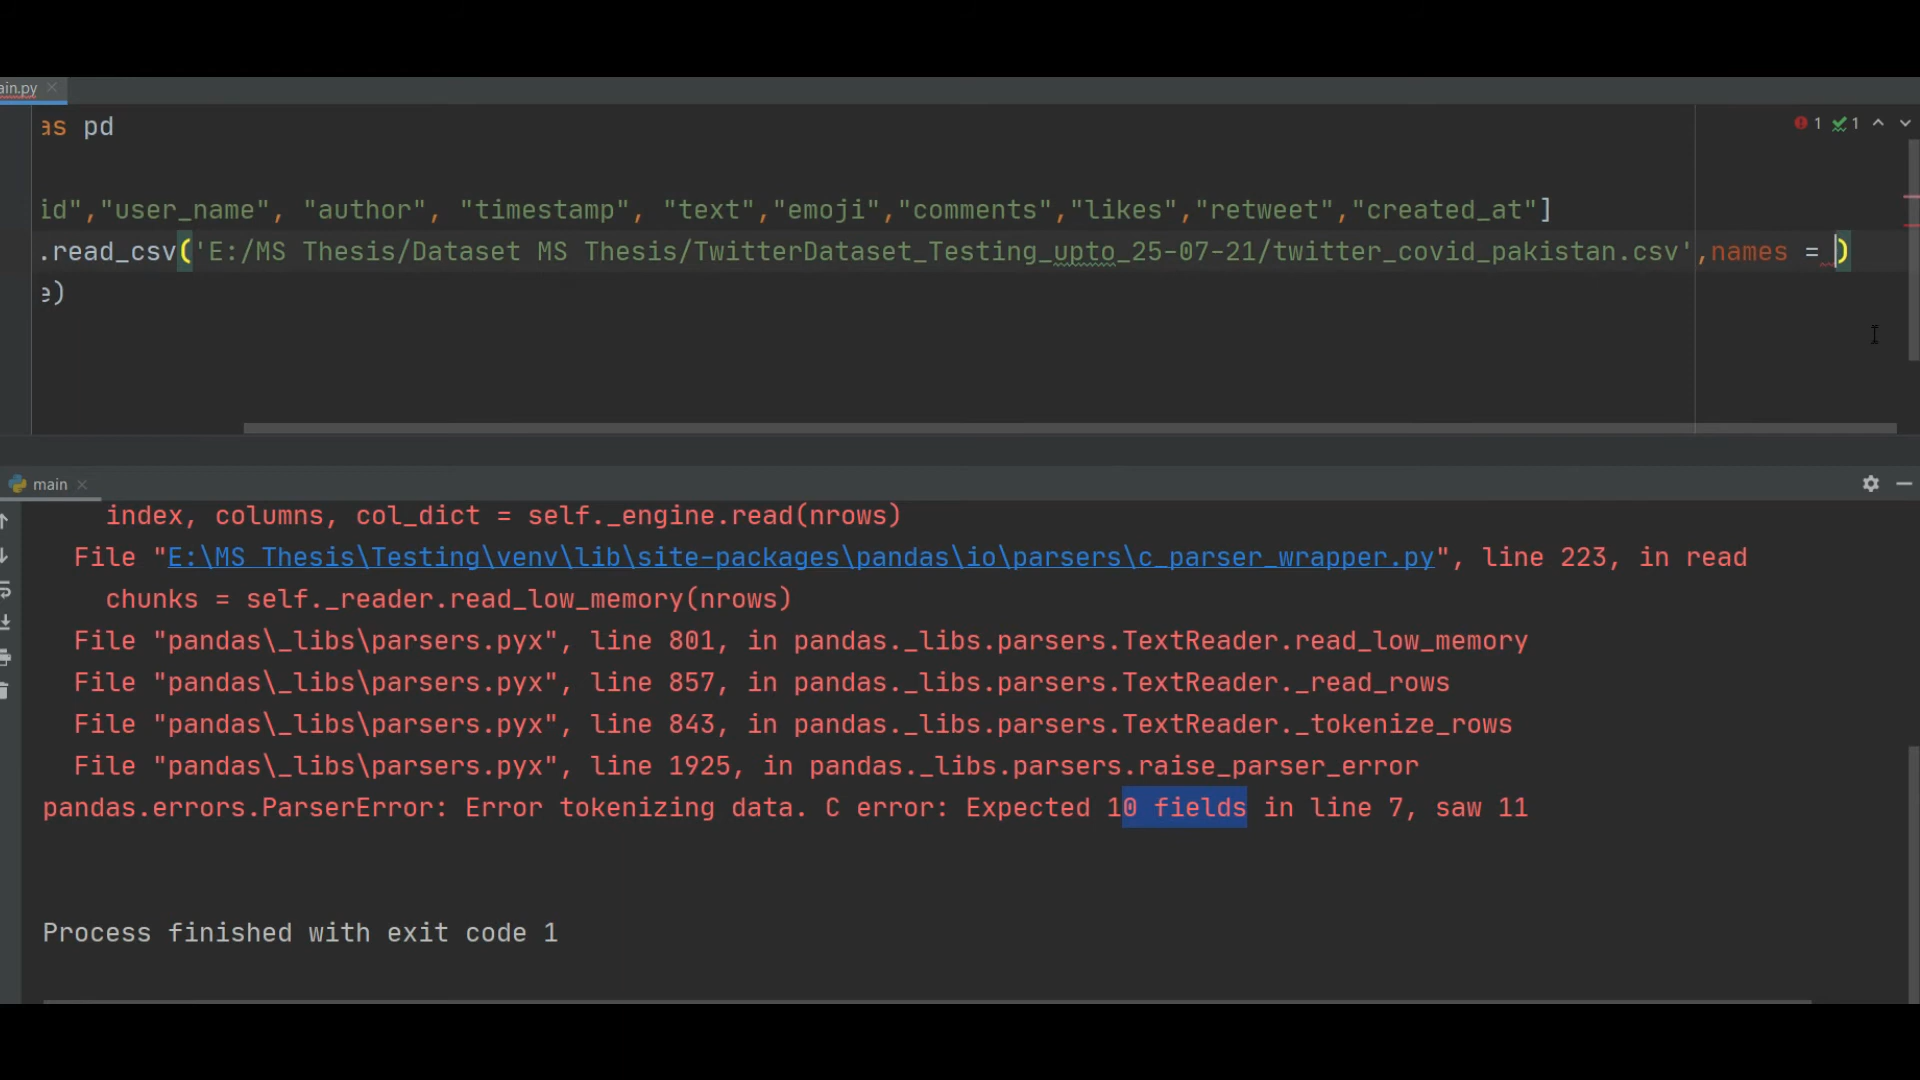 ain.py
as pd
1 1
id","user_name", "author", "timestamp", "text","emoji","comments","likes","retweet","created_at"]
.read_csv('E:/MS Thesis/Dataset MS Thesis/TwitterDataset_Testing_upto_25-07-21/twitter_covid_pakistan.csv',names = )
e)
main
index, columns, col_dict = self._engine.read(nrows)
File "E:\MS Thesis\Testing\venv\lib\site-packages\pandas\io\parsers\c_parser_wrapper.py", line 223, in read
chunks = self._reader.read_low_memory(nrows)
File "pandas\_libs\parsers.pyx", line 801, in pandas._libs.parsers.TextReader.read_low_memory
File "pandas\_libs\parsers.pyx", line 857, in pandas._libs.parsers.TextReader._read_rows
File "pandas\_libs\parsers.pyx", line 843, in pandas._libs.parsers.TextReader._tokenize_rows
File "pandas\_libs\parsers.pyx", line 1925, in pandas._libs.parsers.raise_parser_error
pandas.errors.ParserError: Error tokenizing data. C error: Expected 10 fields in line 7, saw 11
Process finished with exit code 1